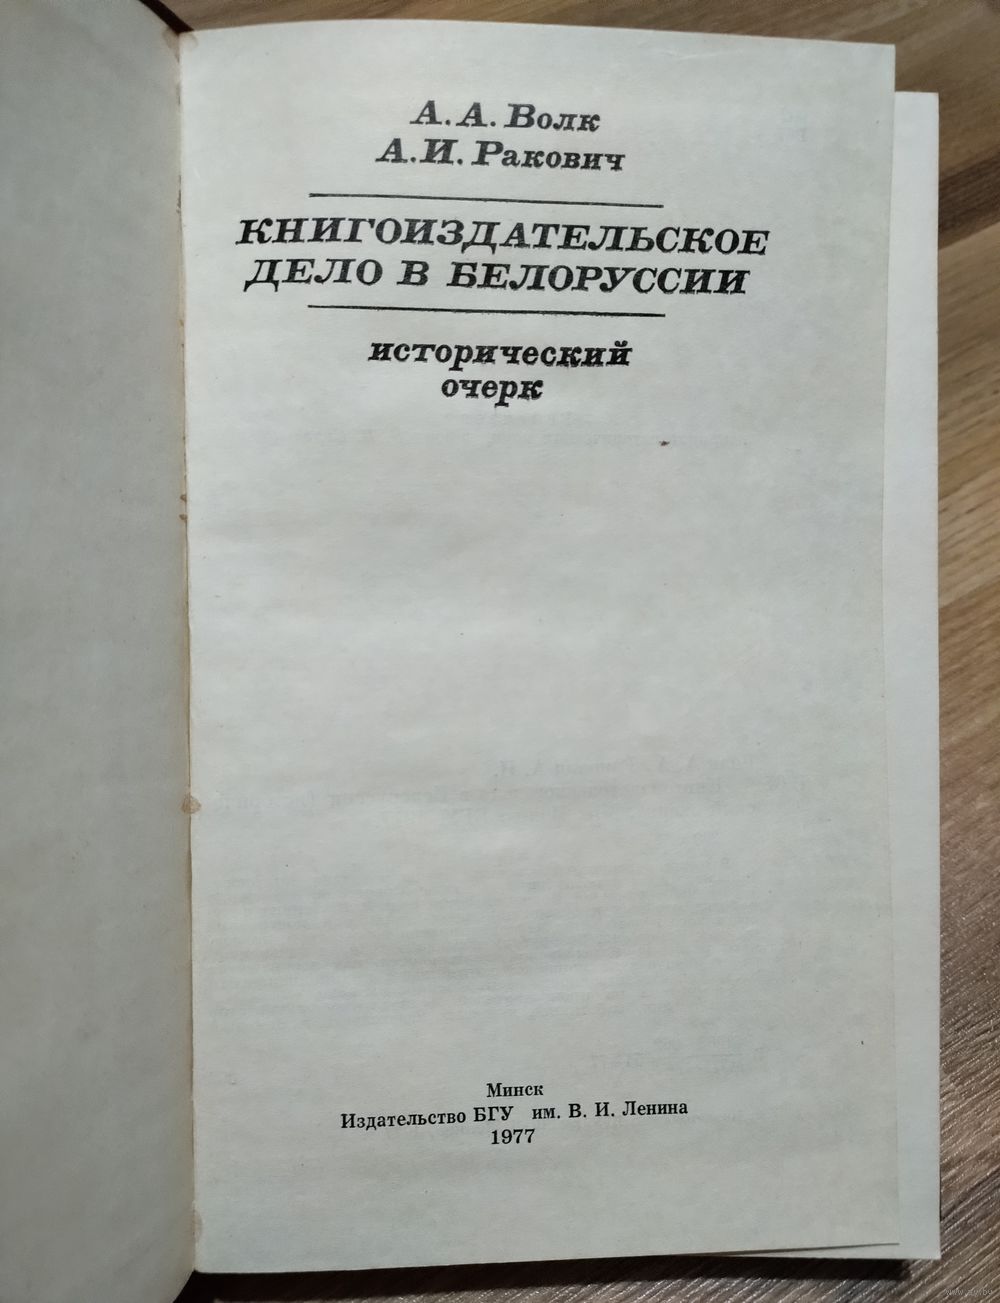 А. А. Волк
А. И. Ракович
КНИГОИЗДАТЕЛЬСКОЕ
ДЕЛО В БЕЛОРУССИИ
исторический
очерк
Минск
Издательство БГУ им. В. И. Ленина
1977